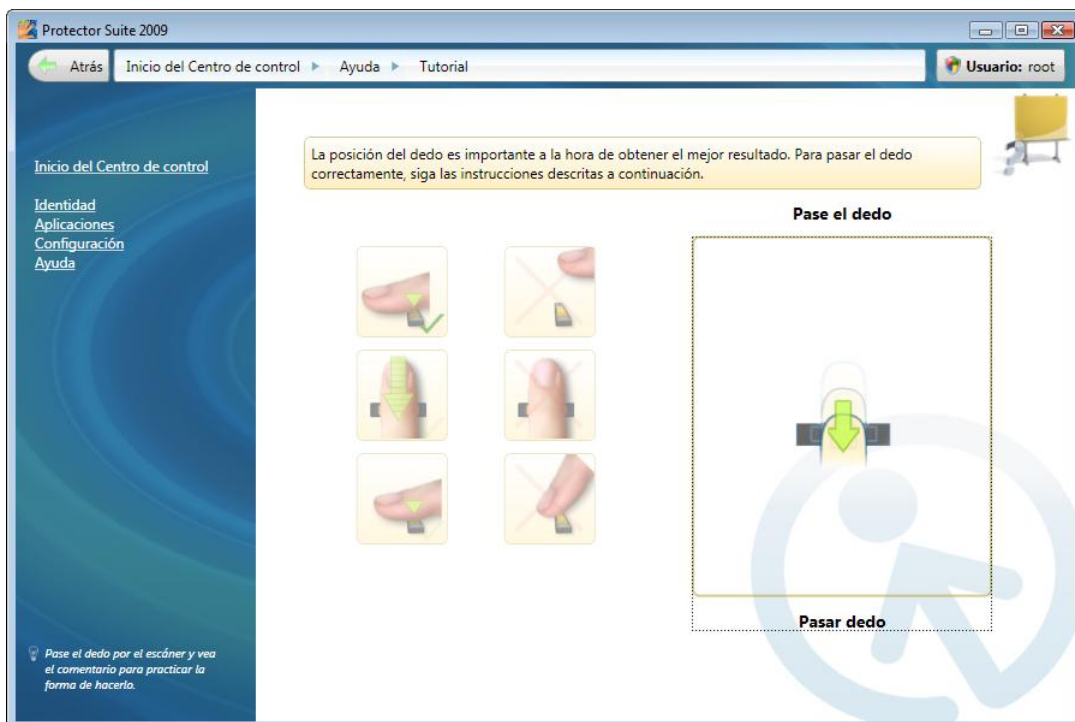 Protector Suite 2009
Atrás
Inicio del Centro de control
Ayuda
Tutorial
Usuario: root
Inicio del Centro de control
Identidad
Aplicaciones
Configuración
Ayuda
La posición del dedo es importante a la hora de obtener el mejor resultado. Para pasar el dedo
correctamente, siga las instrucciones descritas a continuación.
Pase el dedo
Pasar dedo
Pase el dedo por el escáner y vea
el comentario para practicar la
forma de hacerlo.